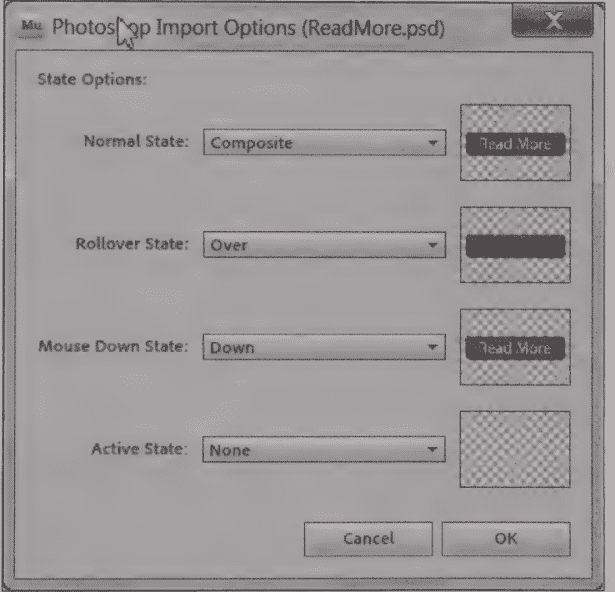 Mu Photoshop Import Options (ReadMore.psd)
State Options:
Normal State: Composite Read More
Rollover State: Over
Mouse Down State: Down Read More
Active State: None
Cancel OK